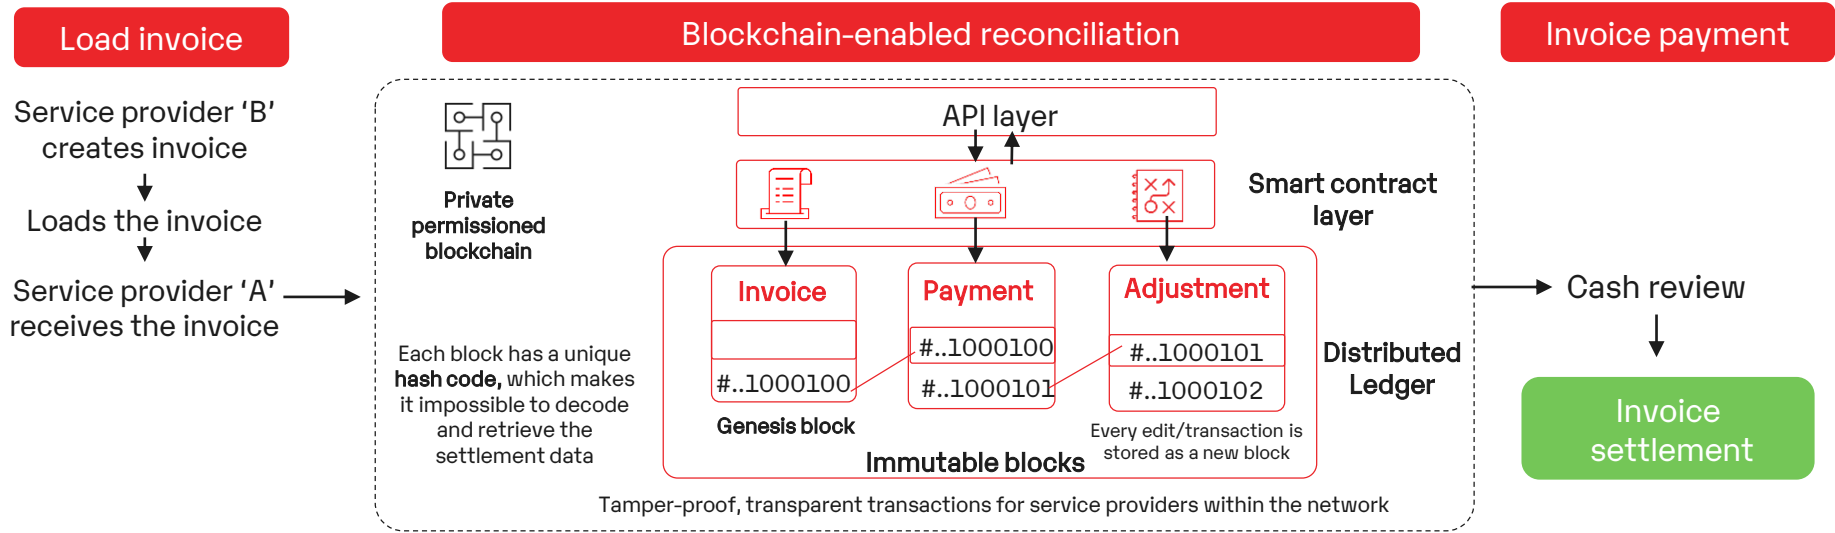 Load invoice
Blockchain-enabled reconciliation
Invoice payment
Service provider ‘B’
creates invoice
Loads the invoice
Service provider ‘A’
receives the invoice
Private
permissioned
blockchain
Each block has a unique
hash code, which makes
it impossible to decode
and retrieve the
settlement data
API layer
Smart contract
layer
Invoice
#..1000100
Genesis block
Payment
#..1000100
#..1000101
Adjustment
#..1000101
#..1000102
Every edit/transaction is
stored as a new block
Immutable blocks
Distributed
Ledger
Tamper-proof, transparent transactions for service providers within the network
Cash review
Invoice
settlement